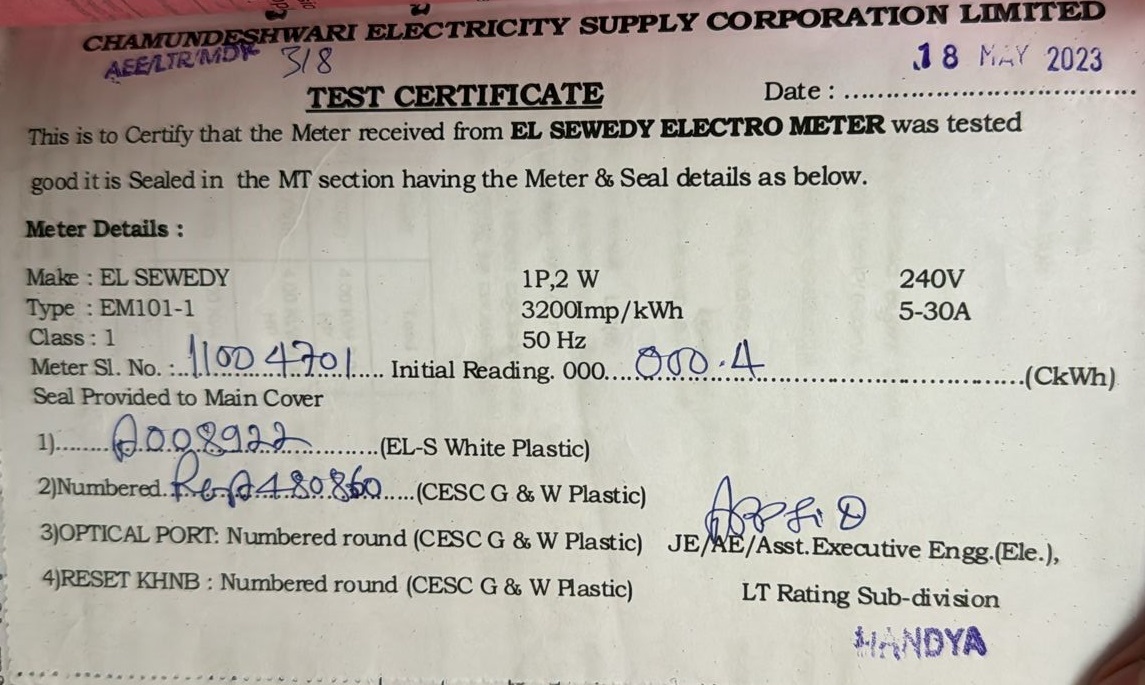 CHAMUNDESHWARI ELECTRICITY SUPPLY CORPORATION LIMITED
AEE/LTR/MDY 318
18 MAY 2023
TEST CERTIFICATE
Date : ......................................
This is to Certify that the Meter received from EL SEWEDY ELECTRO METER was tested
good it is Sealed in the MT section having the Meter & Seal details as below.
Meter Details :
Make : EL SEWEDY 1P,2 W 240V
Type : EM101-1 3200Imp/kWh 5-30A
Class : 1 50 Hz
Meter Sl. No. :..11004701..... Initial Reading. 000....000.4......................................(CkWh)
Seal Provided to Main Cover
1)........A008922..............(EL-S White Plastic)
2)Numbered. A480860.....(CESC G & W Plastic)
3)OPTICAL PORT: Numbered round (CESC G & W Plastic) JE/AE/Asst.Executive Engg.(Ele.),
4)RESET KHNB : Numbered round (CESC G & W Plastic) LT Rating Sub-division
MANDYA